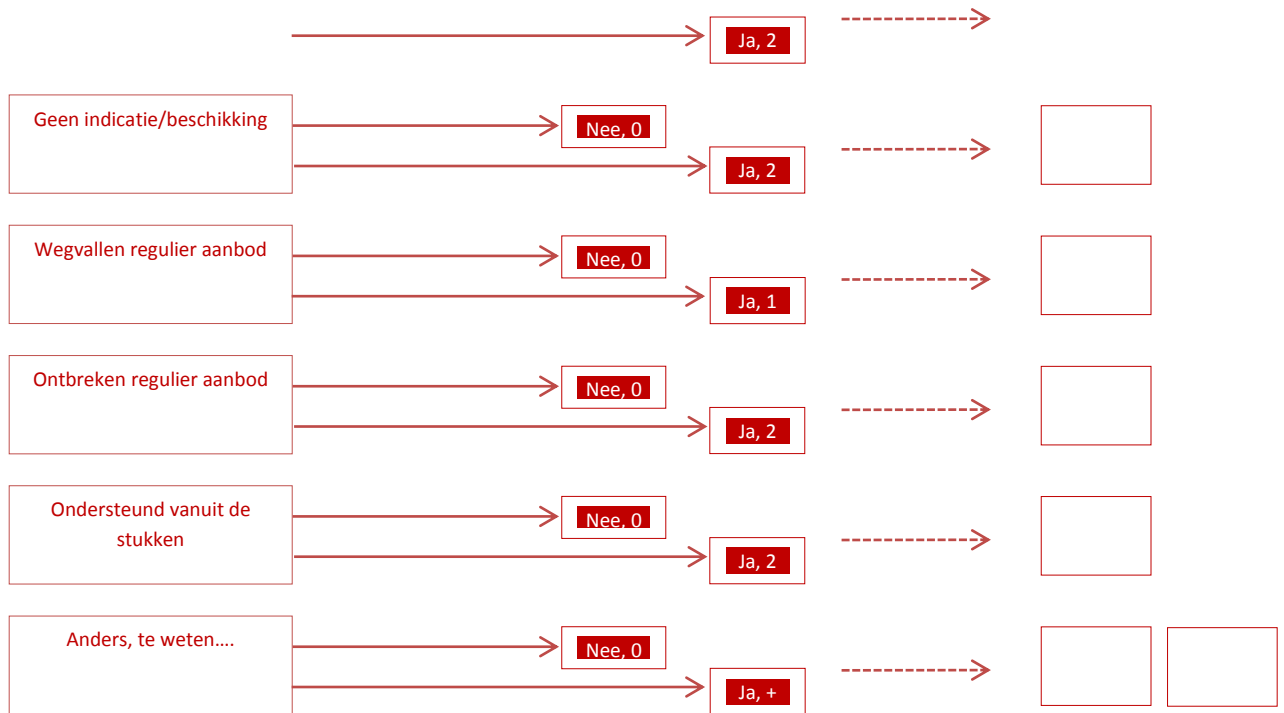 Ja, 2
Geen indicatie/beschikking
Nee, 0
Ja, 2
Wegvallen regulier aanbod
Nee, 0
Ja, 1
Ontbreken regulier aanbod
Nee, 0
Ja, 2
Ondersteund vanuit de
stukken
Nee, 0
Ja, 2
Anders, te weten....
Nee, 0
Ja, +